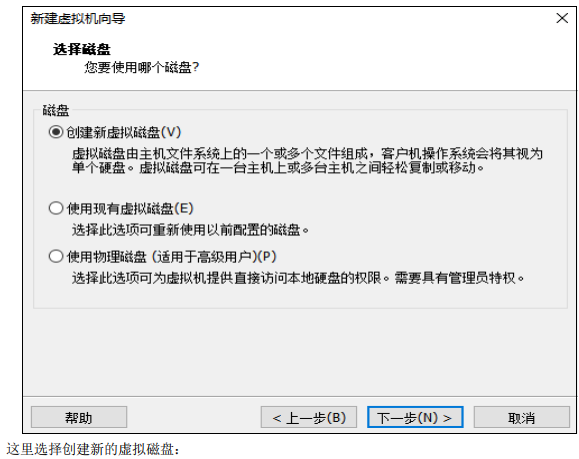 新建虚拟机向导
选择磁盘
您要使用哪个磁盘?
磁盘
创建新虚拟磁盘(V)
虚拟磁盘由主机文件系统上的一个或多个文件组成，客户机操作系统会将其视为
单个硬盘。虚拟磁盘可在一台主机上或多台主机之间轻松复制或移动。
使用现有虚拟磁盘(E)
选择此选项可重新使用以前配置的磁盘。
使用物理磁盘 (适用于高级用户)(P)
选择此选项可为虚拟机提供直接访问本地硬盘的权限。需要具有管理员特权。
帮助
< 上一步(B)
下一步(N) >
取消
这里选择创建新的虚拟磁盘：